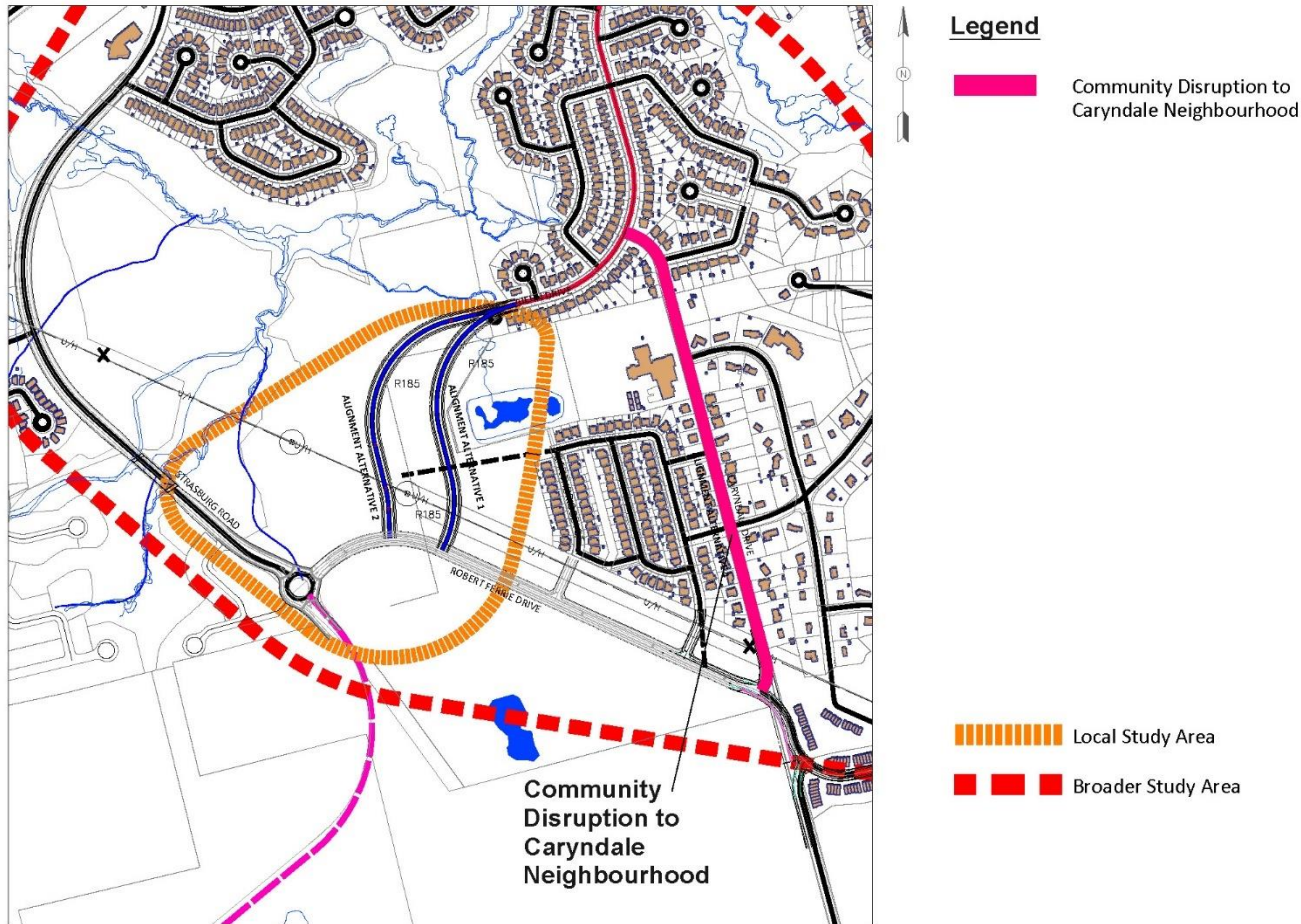 Legend
N
Community Disruption to
Caryndale Neighbourhood
U/H
U/H
U/H
R185
R185
ALIGNMENT ALTERNATIVE 2
ALIGNMENT ALTERNATIVE 1
STRASBURG ROAD
U/H
R185
U/H
CARYNDALE DRIVE
ROBERT FERRIE DRIVE
U/H
Local Study Area
Broader Study Area
Community
Disruption to
Caryndale
Neighbourhood